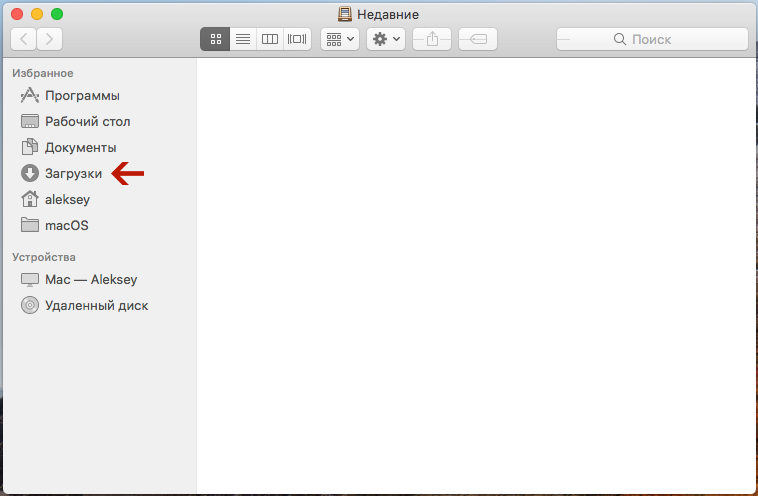 Недавние
Поиск
Избранное
Программы
Рабочий стол
Документы
Загрузки
aleksey
macOS
Устройства
Mac — Aleksey
Удаленный диск